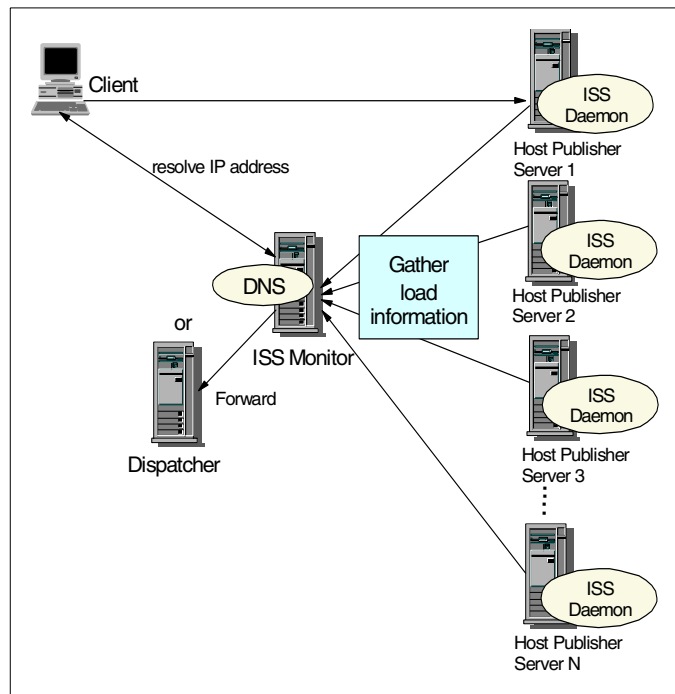 Client
ISS
Daemon
Host Publisher
Server 1
resolve IP address
ISS
Daemon
Host Publisher
Server 2
Gather
load
information
DNS
or
ISS Monitor
Forward
Dispatcher
ISS
Daemon
Host Publisher
Server 3
ISS
Daemon
Host Publisher
Server N